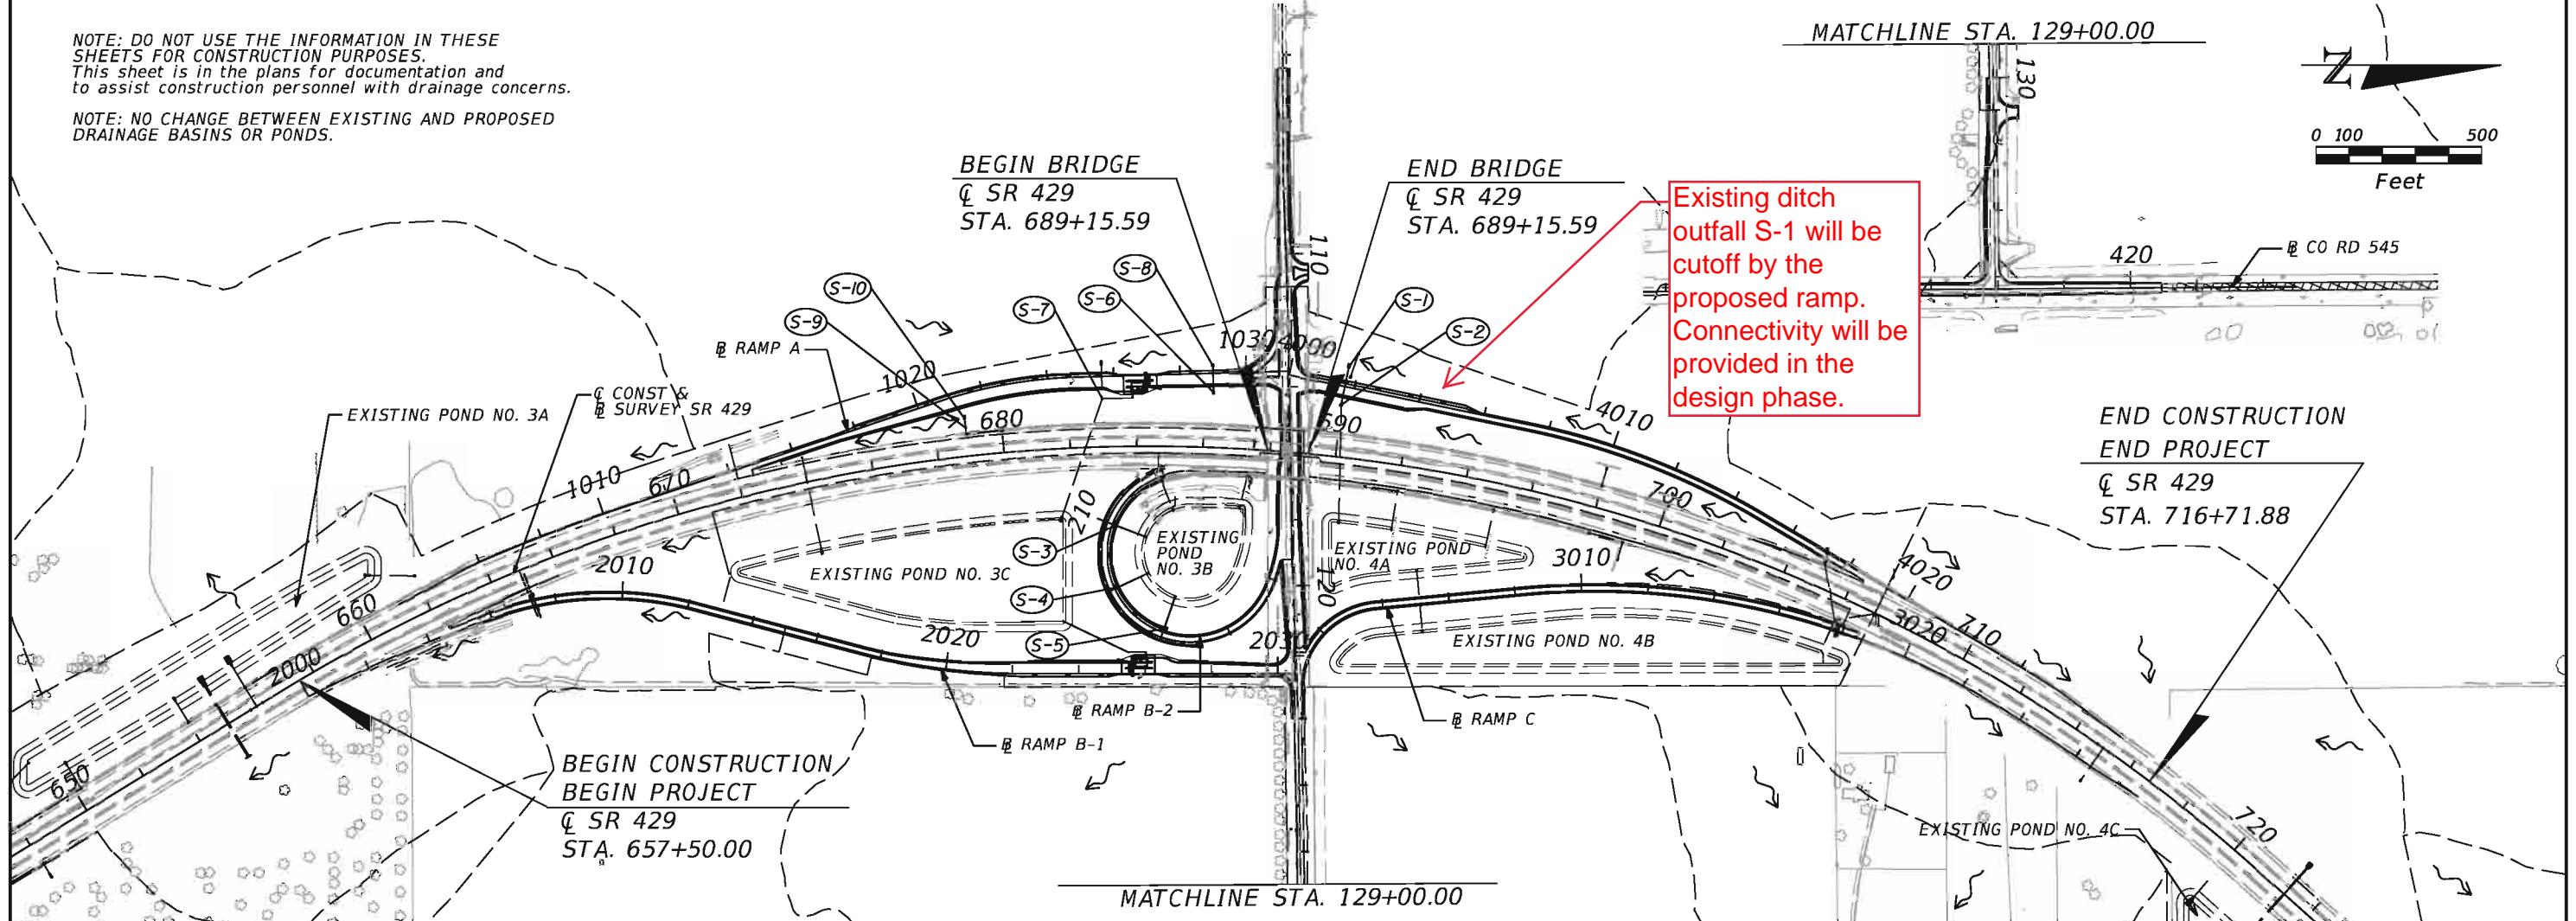 NOTE: DO NOT USE THE INFORMATION IN THESE
SHEETS FOR CONSTRUCTION PURPOSES.
This sheet is in the plans for documentation and
to assist construction personnel with drainage concerns.
NOTE: NO CHANGE BETWEEN EXISTING AND PROPOSED
DRAINAGE BASINS OR PONDS.
MATCHLINE STA. 129+00.00
130
N
0 100 500
Feet
BEGIN BRIDGE
℄ SR 429
STA. 689+15.59
END BRIDGE
℄ SR 429
STA. 689+15.59
Existing ditch
outfall S-1 will be
cutoff by the
proposed ramp.
Connectivity will be
provided in the
design phase.
420
BL CO RD 545
110
S-8
S-10
S-6
S-7
S-9
S-1
S-2
BL RAMP A
1030
4000
1020
℄ CONST &
BL SURVEY SR 429
EXISTING POND NO. 3A
680
690
4010
END CONSTRUCTION
END PROJECT
℄ SR 429
STA. 716+71.88
1010
670
700
210
EXISTING
POND
NO. 3B
EXISTING POND
NO. 4A
S-3
EXISTING POND NO. 3C
2010
3010
4020
S-4
120
660
2020
S-5
2030
EXISTING POND NO. 4B
3020
710
2000
BL RAMP B-2
BL RAMP C
BL RAMP B-1
650
BEGIN CONSTRUCTION
BEGIN PROJECT
℄ SR 429
STA. 657+50.00
EXISTING POND NO. 4C
720
MATCHLINE STA. 129+00.00